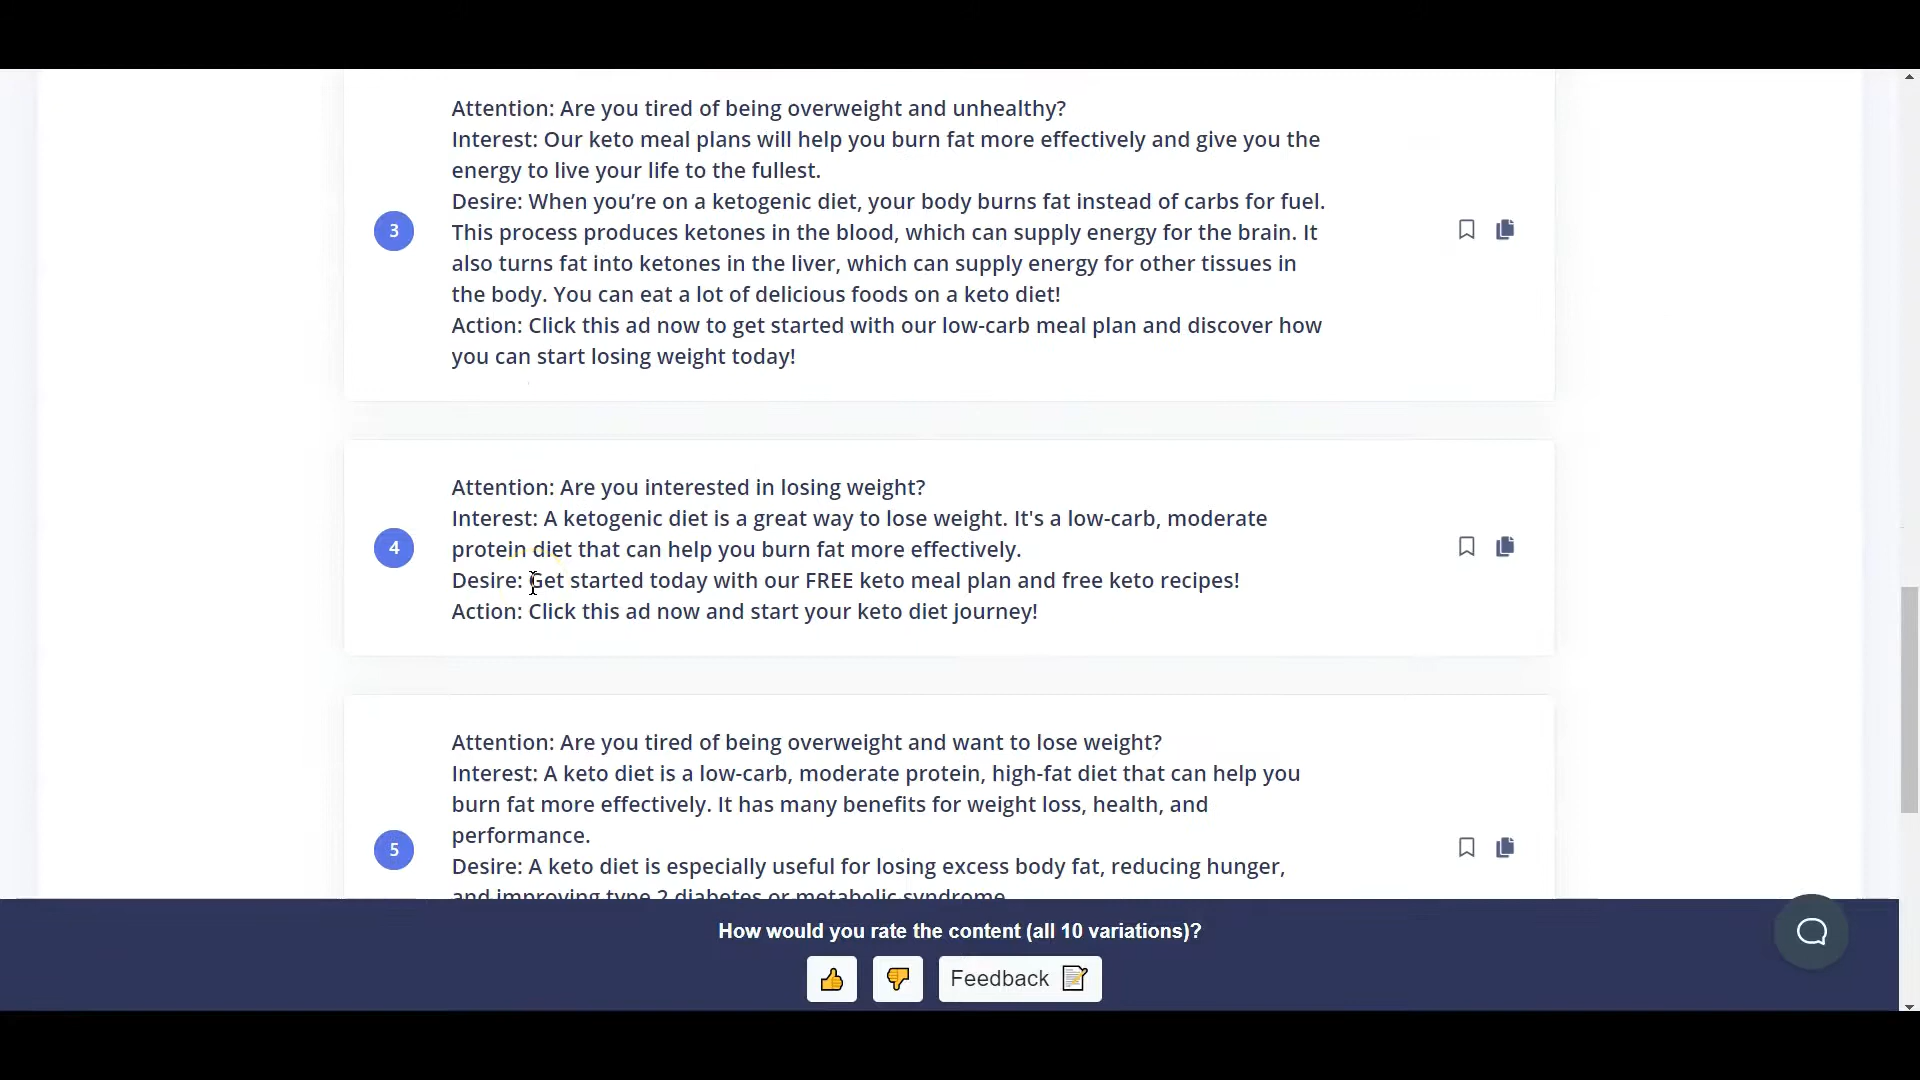 Attention: Are you tired of being overweight and unhealthy?
Interest: Our keto meal plans will help you burn fat more effectively and give you the
energy to live your life to the fullest.
Desire: When you’re on a ketogenic diet, your body burns fat instead of carbs for fuel.
This process produces ketones in the blood, which can supply energy for the brain. It
also turns fat into ketones in the liver, which can supply energy for other tissues in
the body. You can eat a lot of delicious foods on a keto diet!
Action: Click this ad now to get started with our low-carb meal plan and discover how
you can start losing weight today!
3
Attention: Are you interested in losing weight?
Interest: A ketogenic diet is a great way to lose weight. It's a low-carb, moderate
protein diet that can help you burn fat more effectively.
Desire: Get started today with our FREE keto meal plan and free keto recipes!
Action: Click this ad now and start your keto diet journey!
4
Attention: Are you tired of being overweight and want to lose weight?
Interest: A keto diet is a low-carb, moderate protein, high-fat diet that can help you
burn fat more effectively. It has many benefits for weight loss, health, and
performance.
Desire: A keto diet is especially useful for losing excess body fat, reducing hunger,
and improving type 2 diabetes or metabolic syndrome.
5
How would you rate the content (all 10 variations)?
Feedback